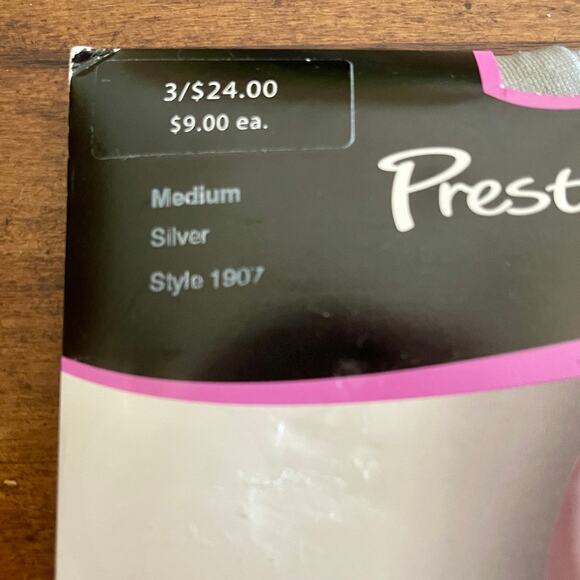 3/$24.00
$9.00 ea.
Medium
Silver
Style 1907
Prest